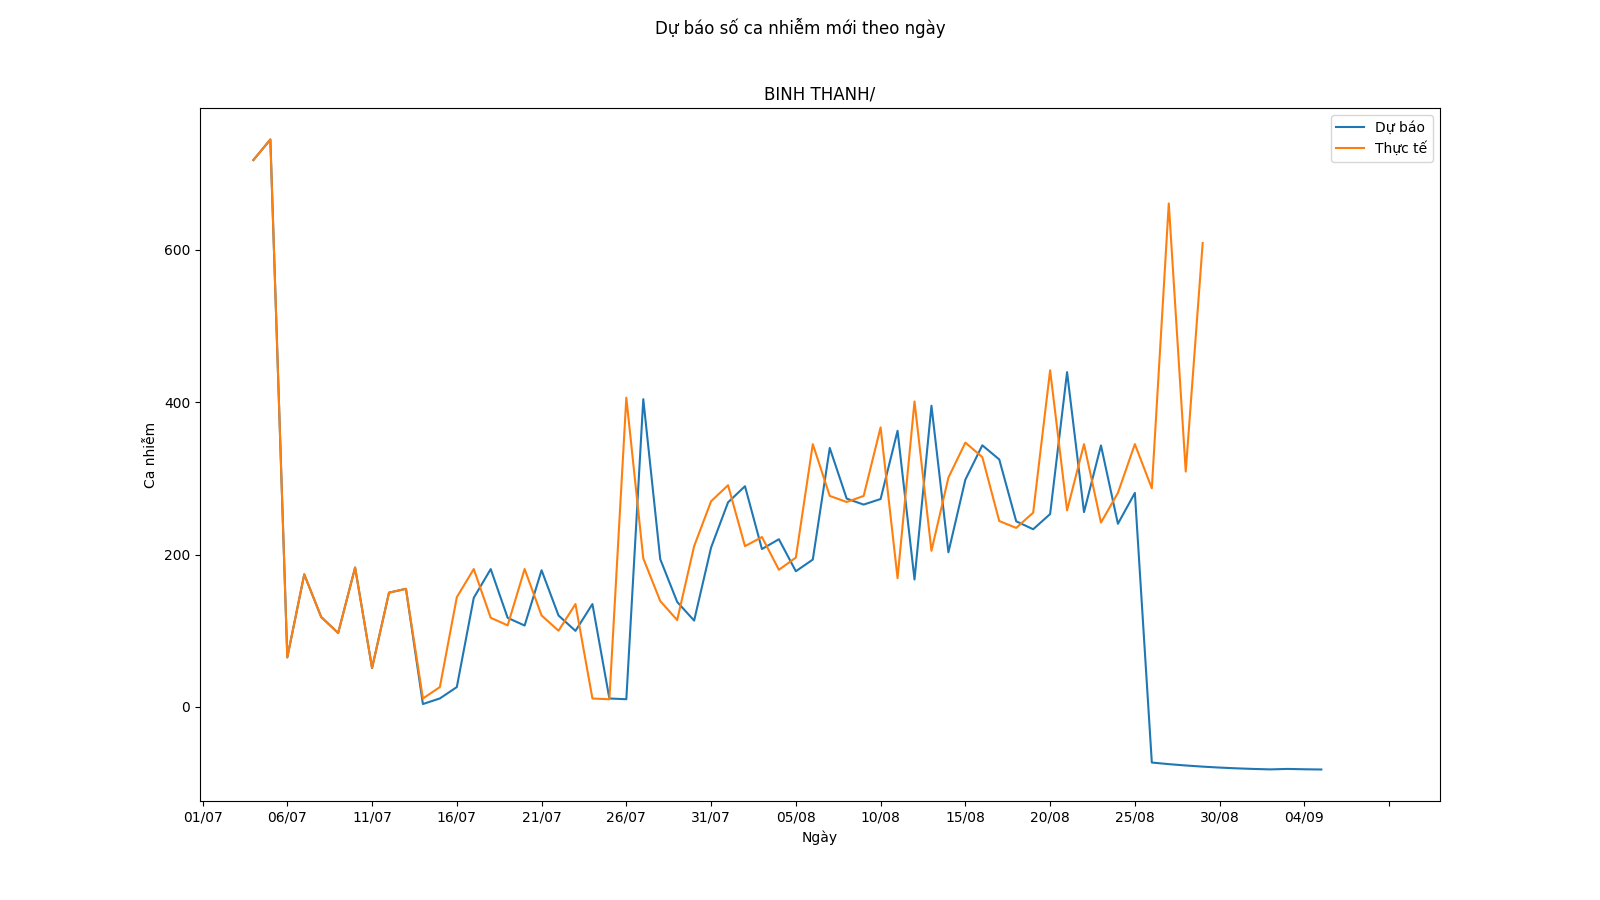 Dự báo số ca nhiễm mới theo ngày
BINH THANH/
Dự báo
Thực tế
600
400
200
0
Ca nhiễm
01/07 06/07 11/07 16/07 21/07 26/07 31/07 05/08 10/08 15/08 20/08 25/08 30/08 04/09
Ngày